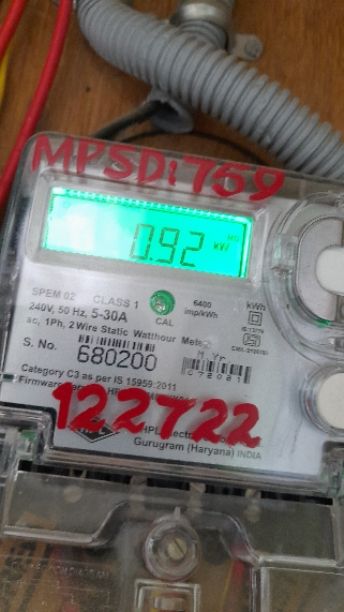 MPSD:759
0.92 kW
MD
SPEM 02 CLASS 1
240V, 50 Hz, 5-30A
CAL
6400
imp/kWh
kWh
ac, 1Ph, 2 Wire Static Watthour
S. No.
680200
M Yr
Category C3 as per IS 15959:2011
122722
Gurugram (Haryana) INDIA